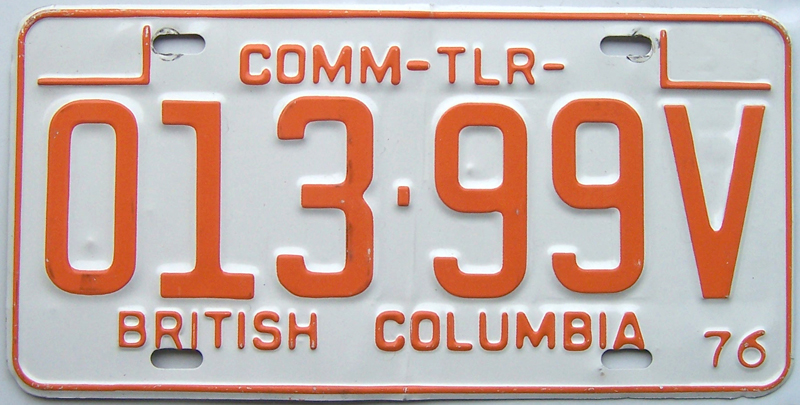 COMM-TLR-
013·99V
BRITISH COLUMBIA 76